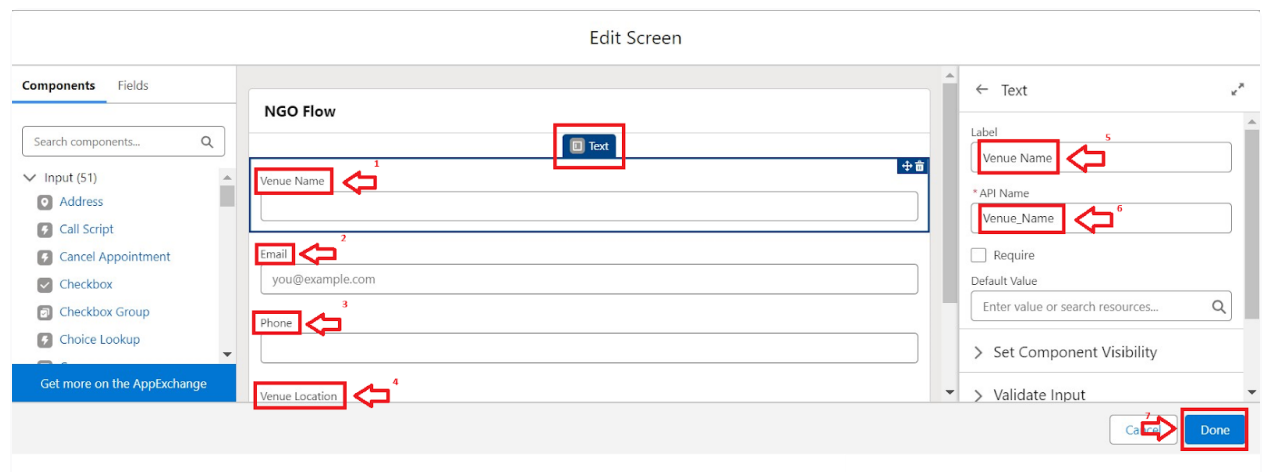 Edit Screen
Components Fields
Search components...
Input (51)
Address
Call Script
Cancel Appointment
Checkbox
Checkbox Group
Choice Lookup
Get more on the AppExchange
NGO Flow
Text
Venue Name 1
Email 2
you@example.com
Phone 3
Venue Location 4
Text
Label
Venue Name 5
* API Name
Venue_Name 6
Require
Default Value
Enter value or search resources...
Set Component Visibility
Validate Input
Cancel 7 Done